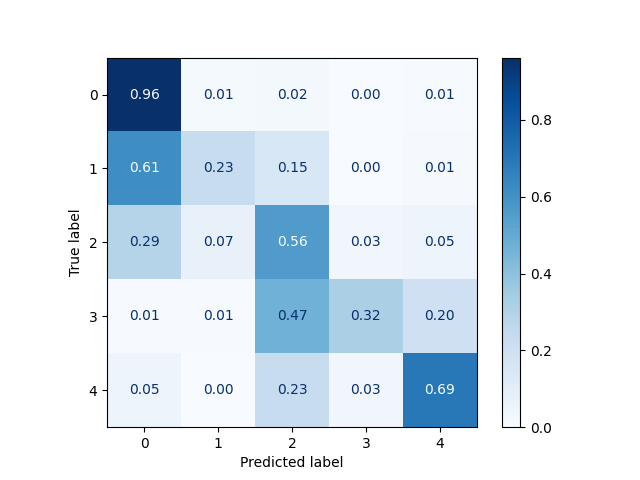 0 0.96 0.01 0.02 0.00 0.01
1 0.61 0.23 0.15 0.00 0.01
2 0.29 0.07 0.56 0.03 0.05
3 0.01 0.01 0.47 0.32 0.20
4 0.05 0.00 0.23 0.03 0.69
0 1 2 3 4
Predicted label
True label
0.8
0.6
0.4
0.2
0.0